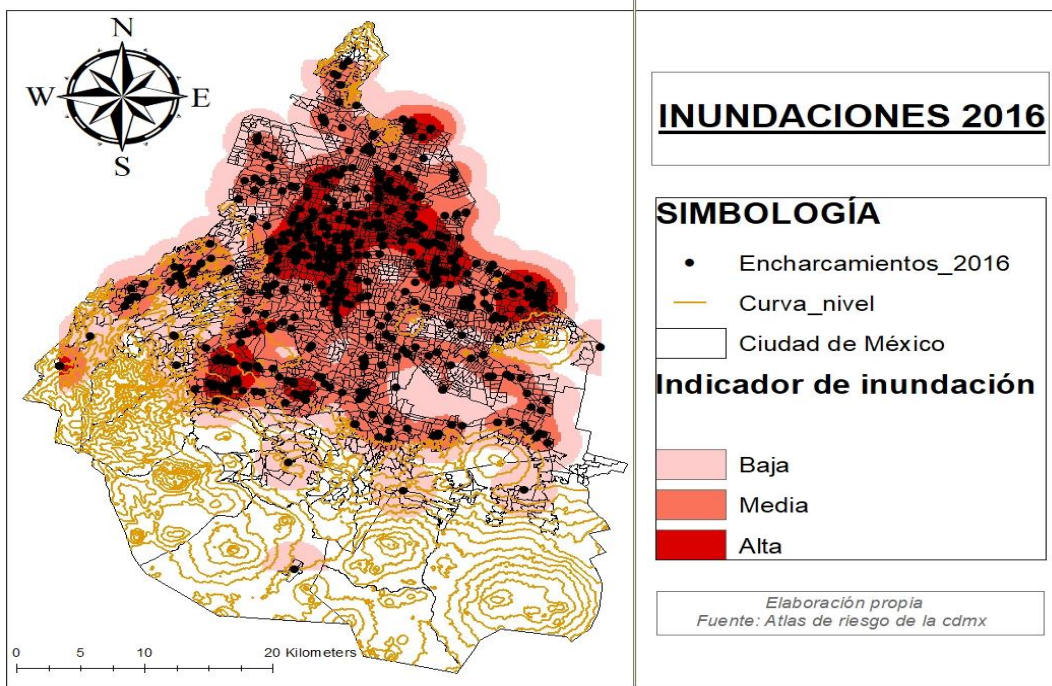 N
W E
S
0 5 10 20 Kilometers
INUNDACIONES 2016
SIMBOLOGÍA
Encharcamientos_2016
Curva_nivel
Ciudad de México
Indicador de inundación
Baja
Media
Alta
Elaboración propia
Fuente: Atlas de riesgo de la cdmx